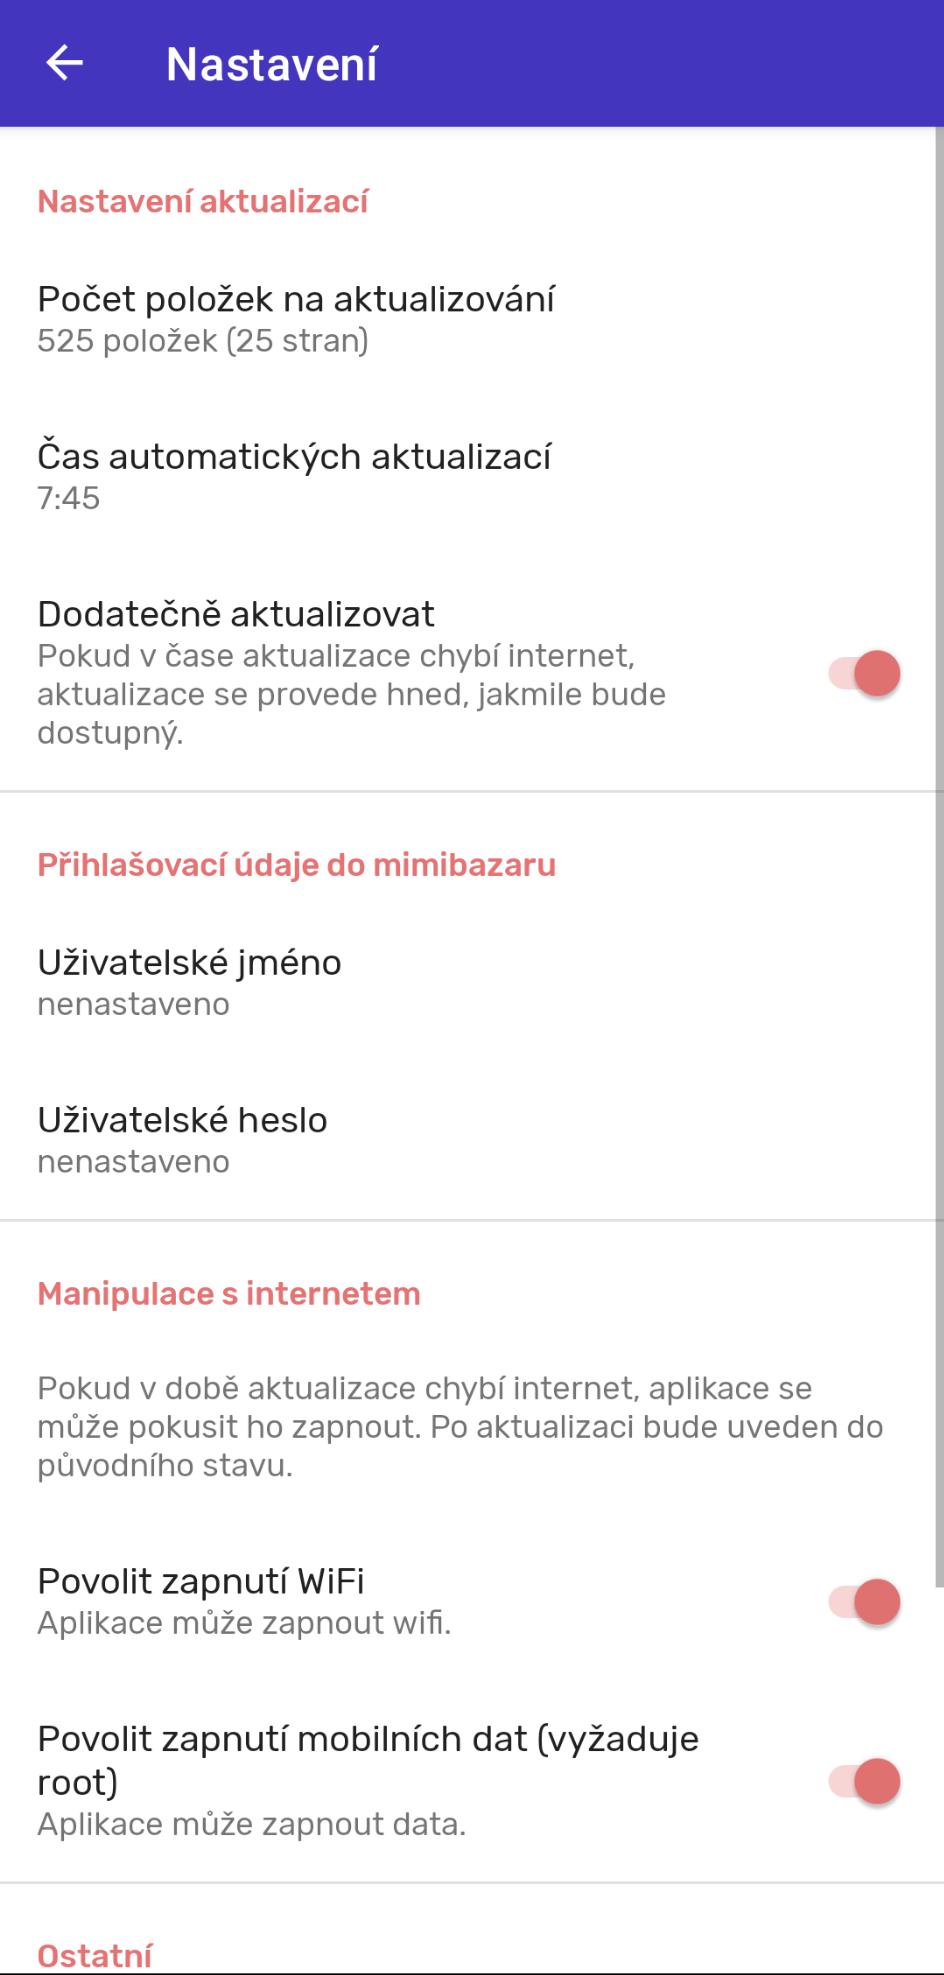 Nastavení
Nastavení aktualizací
Počet položek na aktualizování
525 položek (25 stran)
Čas automatických aktualizací
7:45
Dodatečně aktualizovat
Pokud v čase aktualizace chybí internet,
aktualizace se provede hned, jakmile bude
dostupný.
Přihlašovací údaje do mimibazaru
Uživatelské jméno
nenastaveno
Uživatelské heslo
nenastaveno
Manipulace s internetem
Pokud v době aktualizace chybí internet, aplikace se
může pokusit ho zapnout. Po aktualizaci bude uveden do
původního stavu.
Povolit zapnutí WiFi
Aplikace může zapnout wifi.
Povolit zapnutí mobilních dat (vyžaduje
root)
Aplikace může zapnout data.
Ostatní